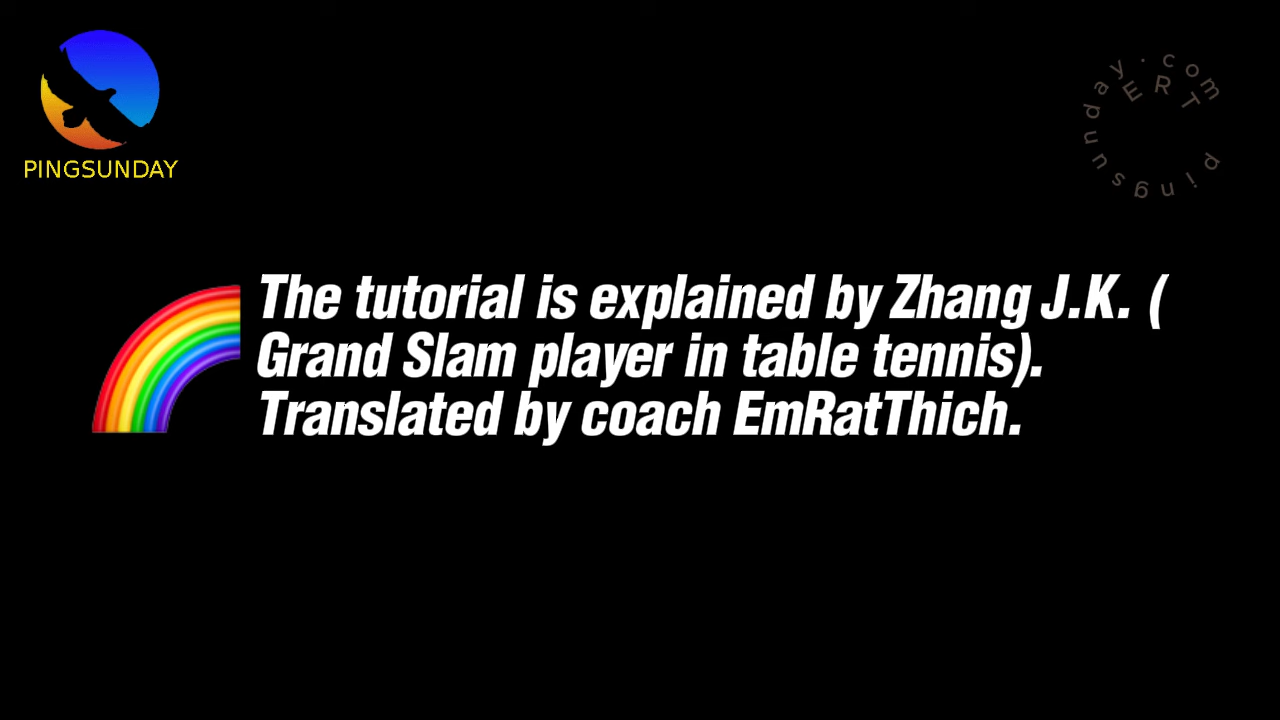 PINGSUNDAY
pingsunday.com
ERT
The tutorial is explained by Zhang J.K. (
Grand Slam player in table tennis).
Translated by coach EmRatThich.